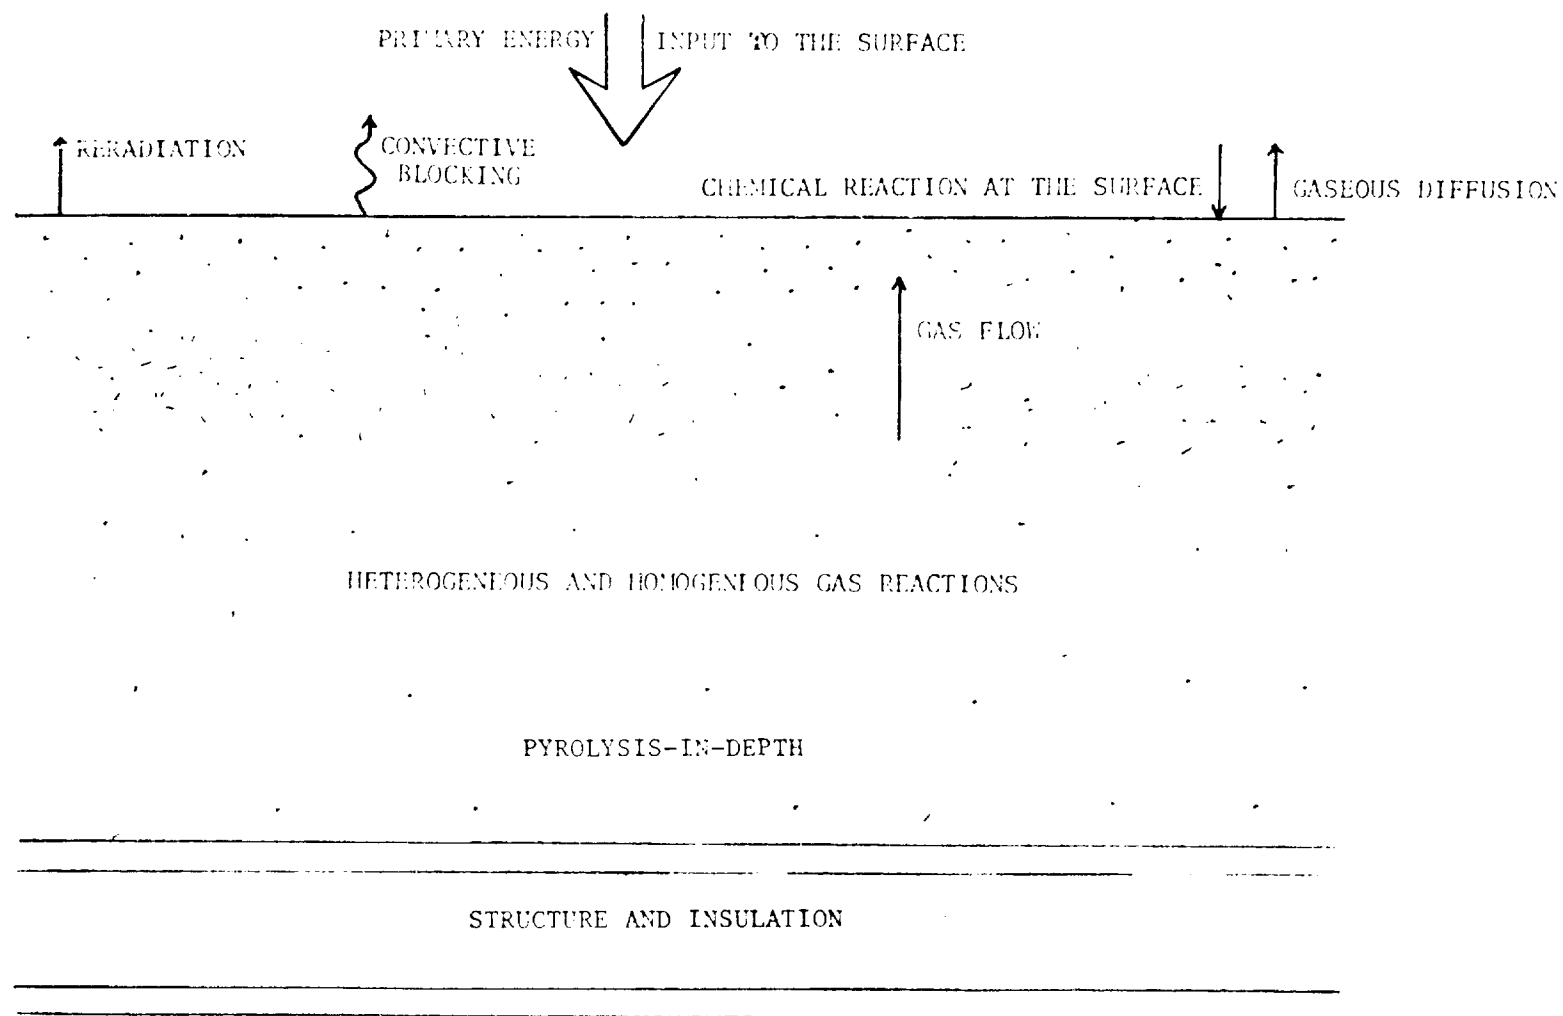 PRIMARY ENERGY INPUT TO THE SURFACE
RERADIATION
CONVECTIVE
BLOCKING
CHEMICAL REACTION AT THE SURFACE
GASEOUS DIFFUSION
GAS FLOW
HETEROGENEOUS AND HOMOGENIOUS GAS REACTIONS
PYROLYSIS-IN-DEPTH
STRUCTURE AND INSULATION